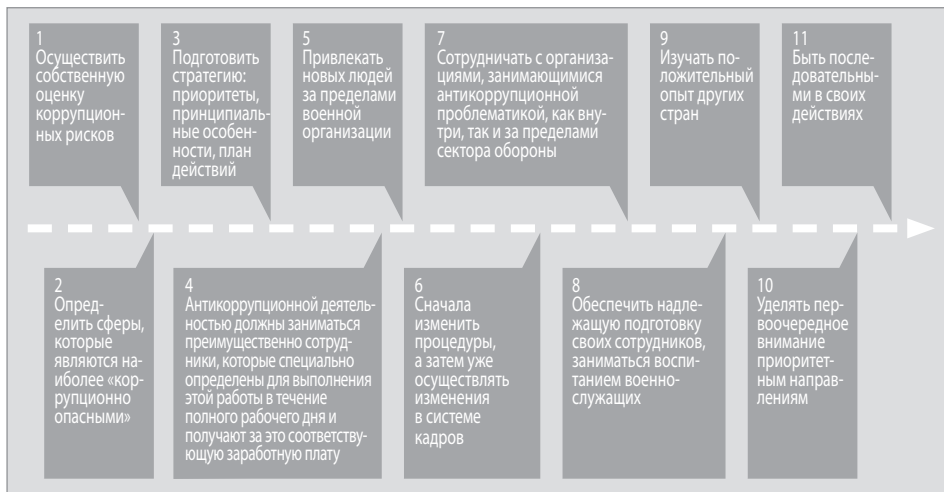 1
Осуществить
собственную
оценку
коррупцион-
ных рисков
2
Опред-
елить сферы,
которые
являются на-
иболее «кор-
рупционно
опасными»
3
Подготовить
стратегию:
приоритеты,
принципиаль-
ные особен-
ности, план
действий
4
Антикоррупционной деятель-
ностью должны заниматься
преимущественно сотруд-
ники, которые специально
определены для выполнения
этой работы в течение
полного рабочего дня и
получают за это соответству-
ющую заработную плату
5
Привлекать
новых людей
за пределами
военной
организации
6
Сначала
изменить
процедуры,
а затем уже
осуществлять
изменения
в системе
кадров
7
Сотрудничать с организа-
циями, занимающимися
антикоррупционной
проблематикой, как вну-
три, так и за пределами
сектора обороны
8
Обеспечить надле-
жащую подготовку
своих сотрудников,
заниматься воспи-
танием военно-
служащих
9
Изучать по-
ложительный
опыт других
стран
10
Уделять пер-
воочередное
внимание
приоритет-
ным направ-
лениям
11
Быть после-
довательны-
ми в своих
действиях